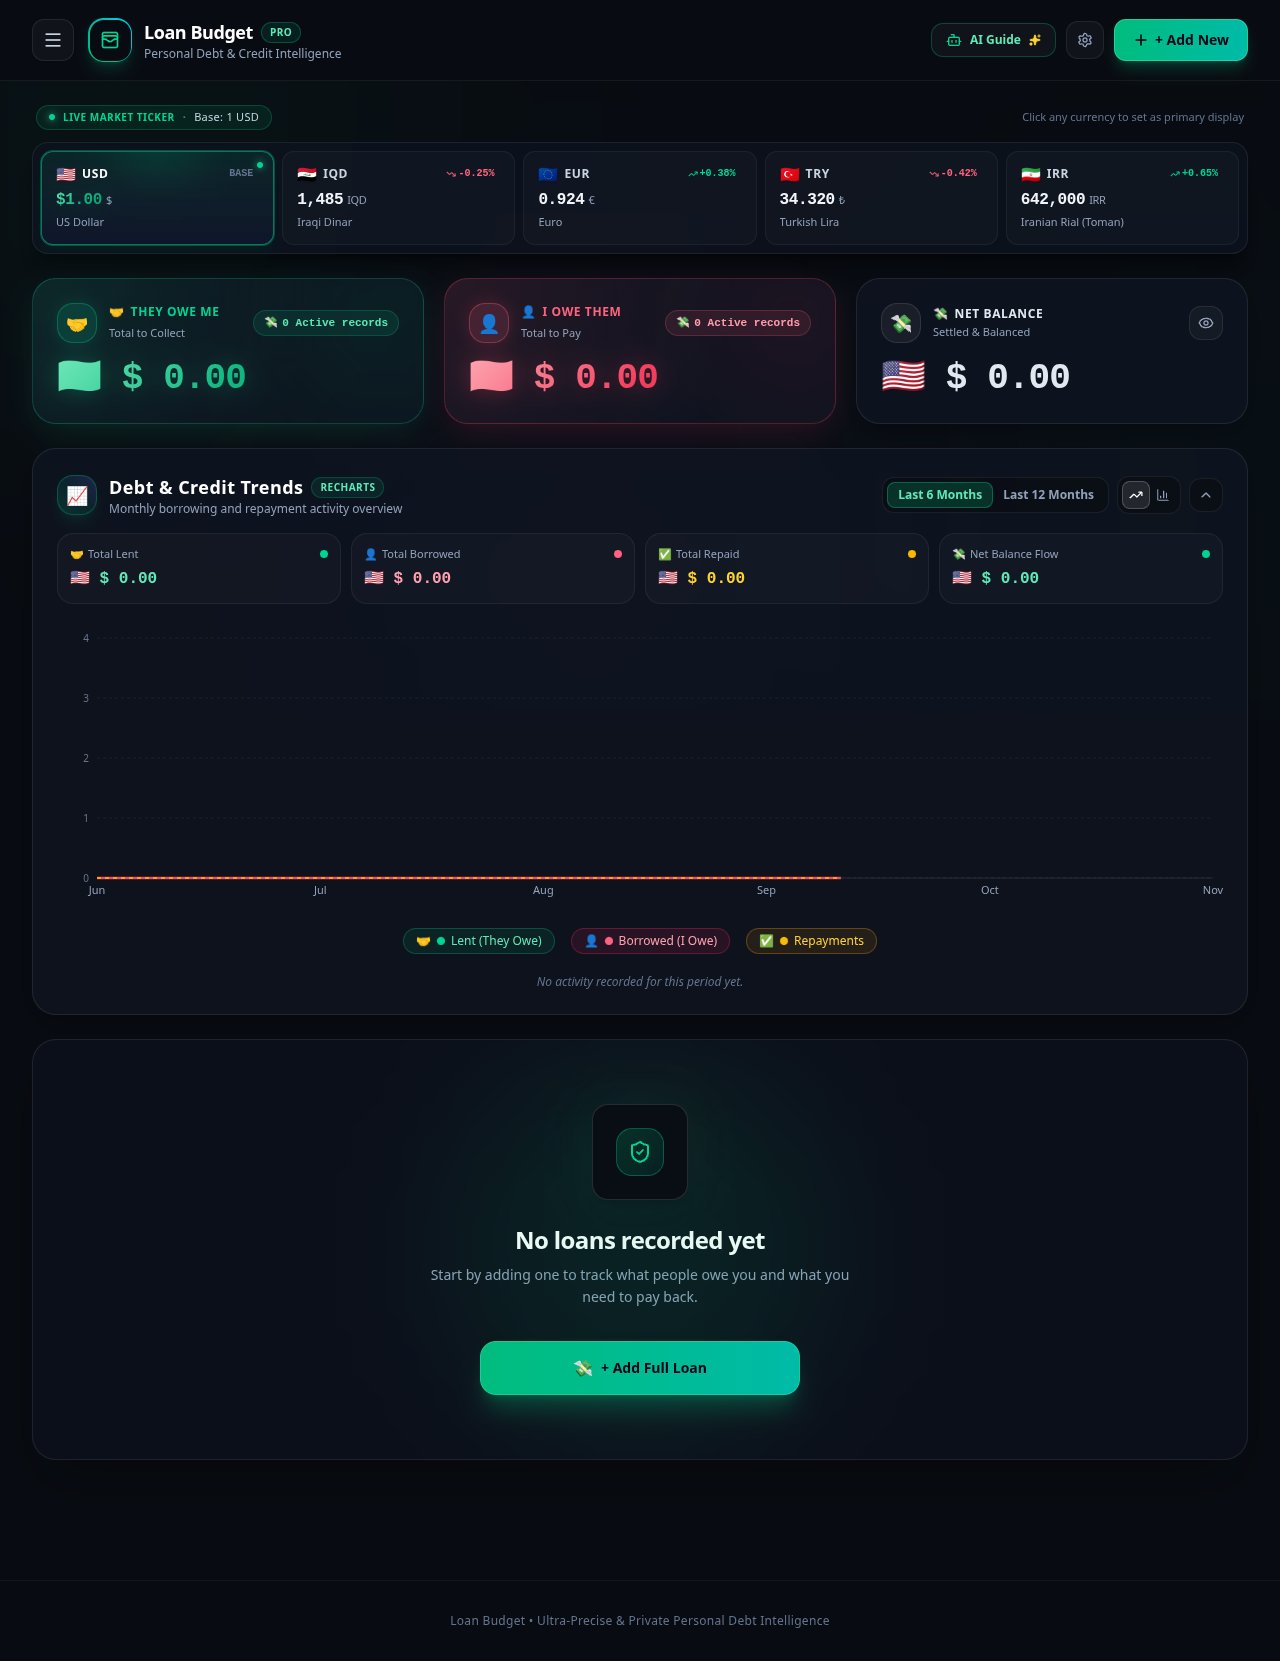 Loan Budget PRO
Personal Debt & Credit Intelligence
AI Guide ✨
+ Add New
LIVE MARKET TICKER · Base: 1 USD
Click any currency to set as primary display
🇺🇸 USD BASE
$1.00 $
US Dollar
🇮🇶 IQD -0.25%
1,485 IQD
Iraqi Dinar
🇪🇺 EUR +0.38%
0.924 €
Euro
🇹🇷 TRY -0.42%
34.320 ₺
Turkish Lira
🇮🇷 IRR +0.65%
642,000 IRR
Iranian Rial (Toman)
🤝 THEY OWE ME
Total to Collect
💸 0 Active records
$ 0.00
👤 I OWE THEM
Total to Pay
💸 0 Active records
$ 0.00
💸 NET BALANCE
Settled & Balanced
🇺🇸 $ 0.00
Debt & Credit Trends RECHARTS
Monthly borrowing and repayment activity overview
Last 6 Months Last 12 Months
🤝 Total Lent
🇺🇸 $ 0.00
👤 Total Borrowed
🇺🇸 $ 0.00
✅ Total Repaid
🇺🇸 $ 0.00
💸 Net Balance Flow
🇺🇸 $ 0.00
4
3
2
1
0
Jun Jul Aug Sep Oct Nov
🤝 Lent (They Owe) 👤 Borrowed (I Owe) ✅ Repayments
No activity recorded for this period yet.
No loans recorded yet
Start by adding one to track what people owe you and what you
need to pay back.
💸 + Add Full Loan
Loan Budget • Ultra-Precise & Private Personal Debt Intelligence